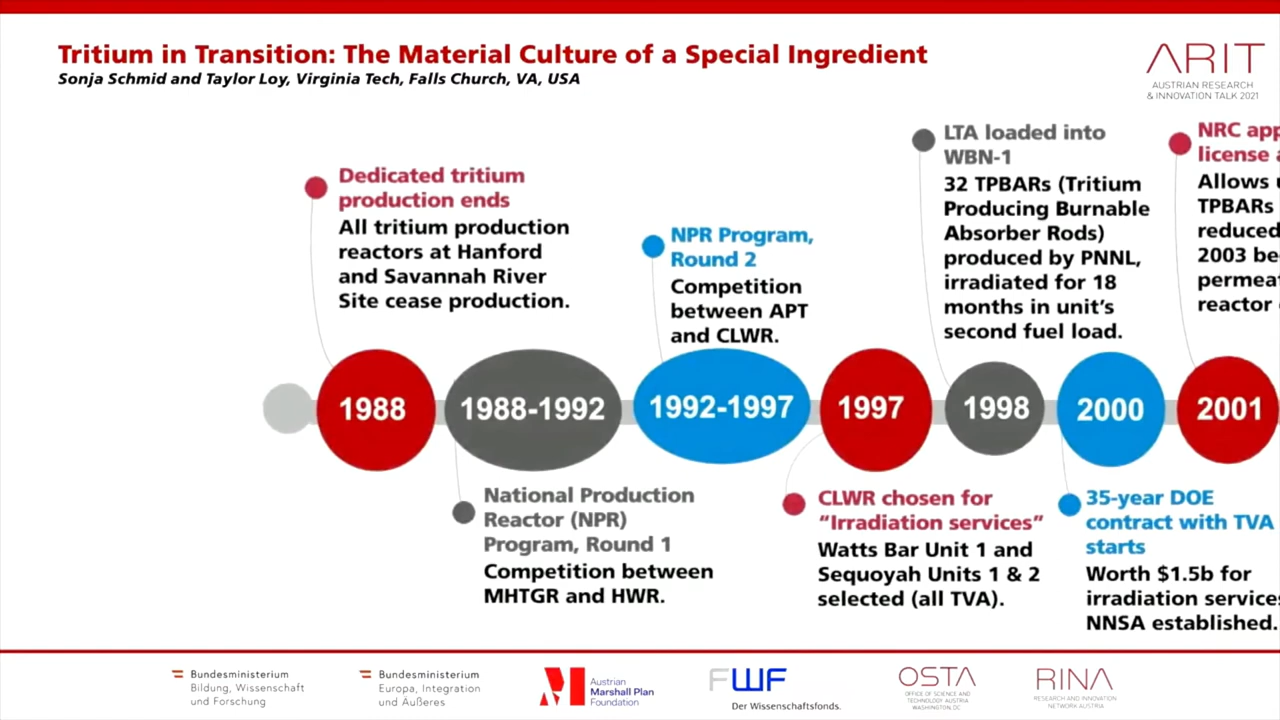 Tritium in Transition: The Material Culture of a Special Ingredient
Sonja Schmid and Taylor Loy, Virginia Tech, Falls Church, VA, USA
ARIT
AUSTRIAN RESEARCH
& INNOVATION TALK 2021
Dedicated tritium
production ends
All tritium production
reactors at Hanford
and Savannah River
Site cease production.
NPR Program,
Round 2
Competition
between APT
and CLWR.
LTA loaded into
WBN-1
32 TPBARs (Tritium
Producing Burnable
Absorber Rods)
produced by PNNL,
irradiated for 18
months in unit's
second fuel load.
NRC app
license a
Allows u
TPBARs
reduced
2003 be
permea
reactor
1988
1988-1992
1992-1997
1997
1998
2000
2001
National Production
Reactor (NPR)
Program, Round 1
Competition between
MHTGR and HWR.
CLWR chosen for
“Irradiation services”
Watts Bar Unit 1 and
Sequoyah Units 1 & 2
selected (all TVA).
35-year DOE
contract with TVA
starts
Worth $1.5b for
irradiation services
NNSA established.
Bundesministerium
Bildung, Wissenschaft
und Forschung
Bundesministerium
Europa, Integration
und Äußeres
Austrian
Marshall Plan
Foundation
FWF
Der Wissenschaftsfonds.
OSTA
OFFICE OF SCIENCE AND
TECHNOLOGY AUSTRIA
WASHINGTON DC
RINA
RESEARCH AND INNOVATION
NETWORK AUSTRIA